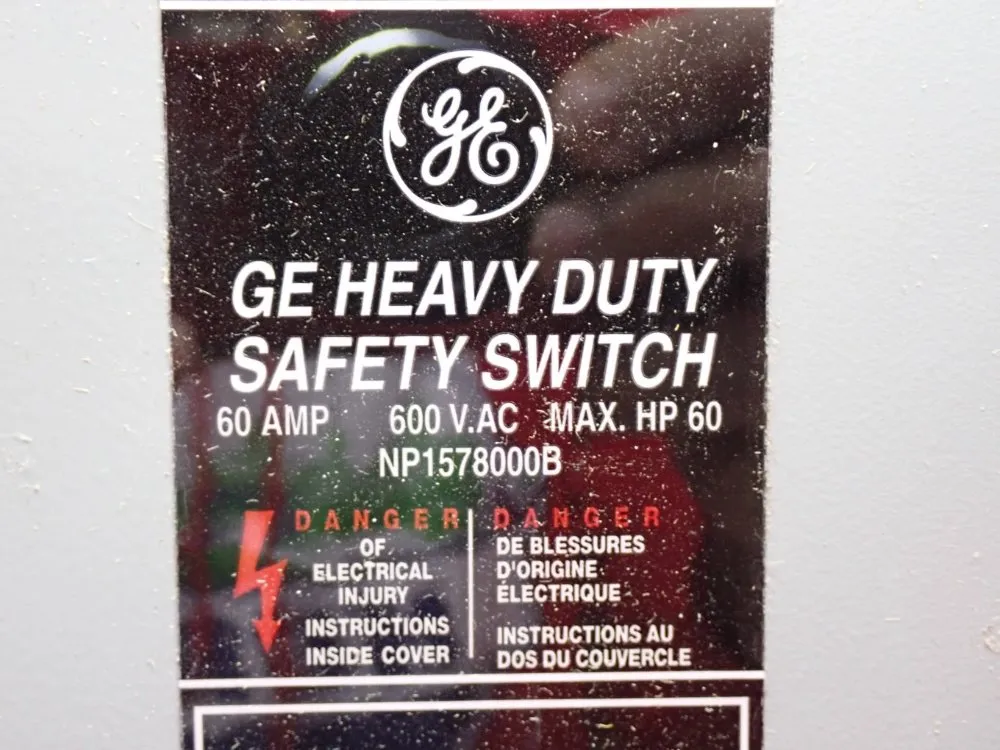 GE
GE HEAVY DUTY
SAFETY SWITCH
60 AMP 600 V.AC MAX. HP 60
NP1578000B
DANGER
OF
ELECTRICAL
INJURY
INSTRUCTIONS
INSIDE COVER
DANGER
DE BLESSURES
D'ORIGINE
ÉLECTRIQUE
INSTRUCTIONS AU
DOS DU COUVERCLE